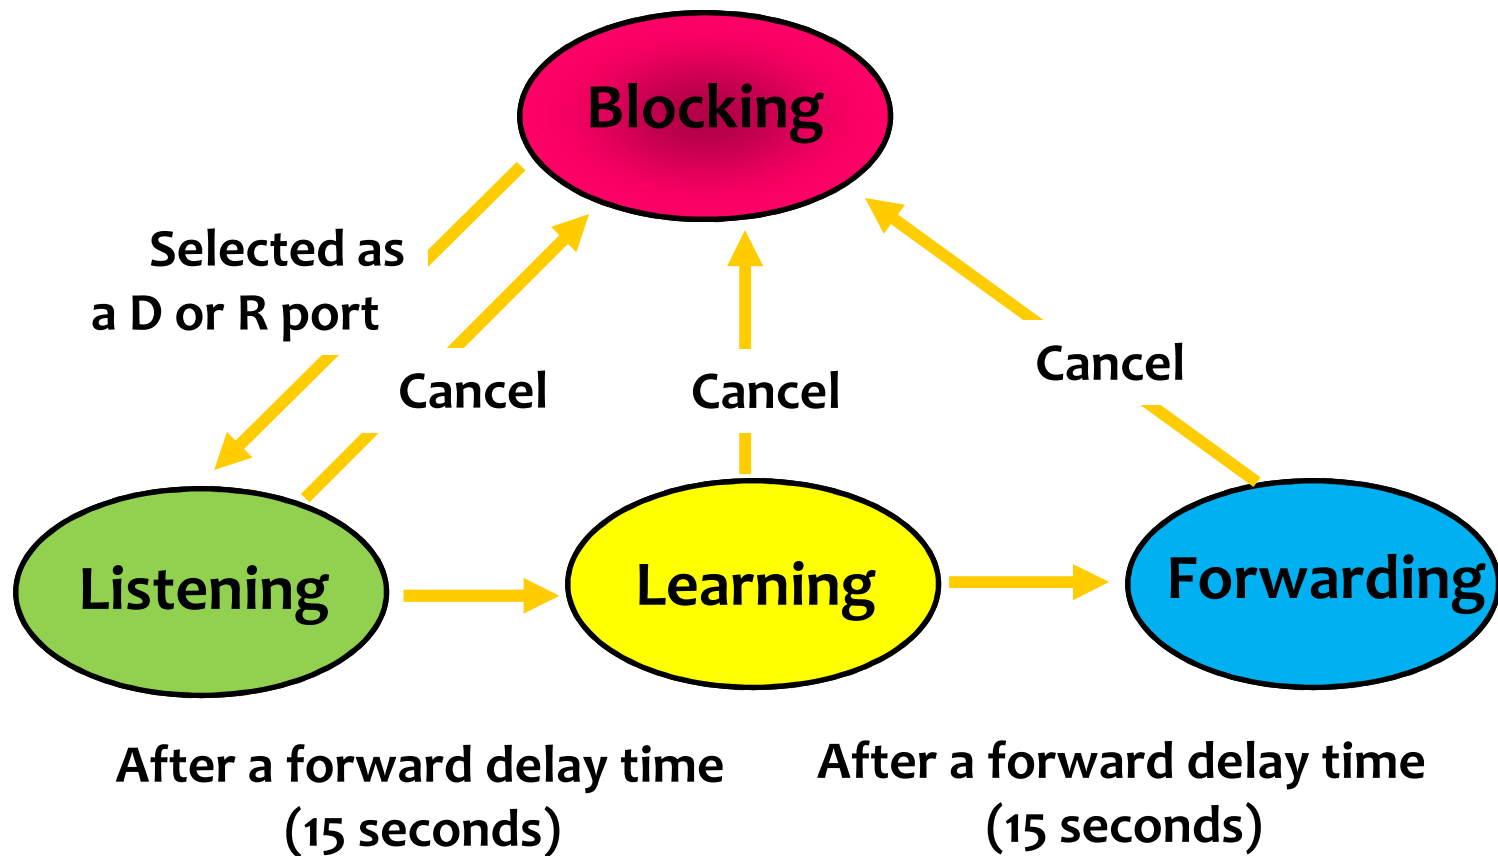 Blocking
Selected as
a D or R port
Cancel
Cancel
Cancel
Listening
Learning
Forwarding
After a forward delay time
(15 seconds)
After a forward delay time
(15 seconds)